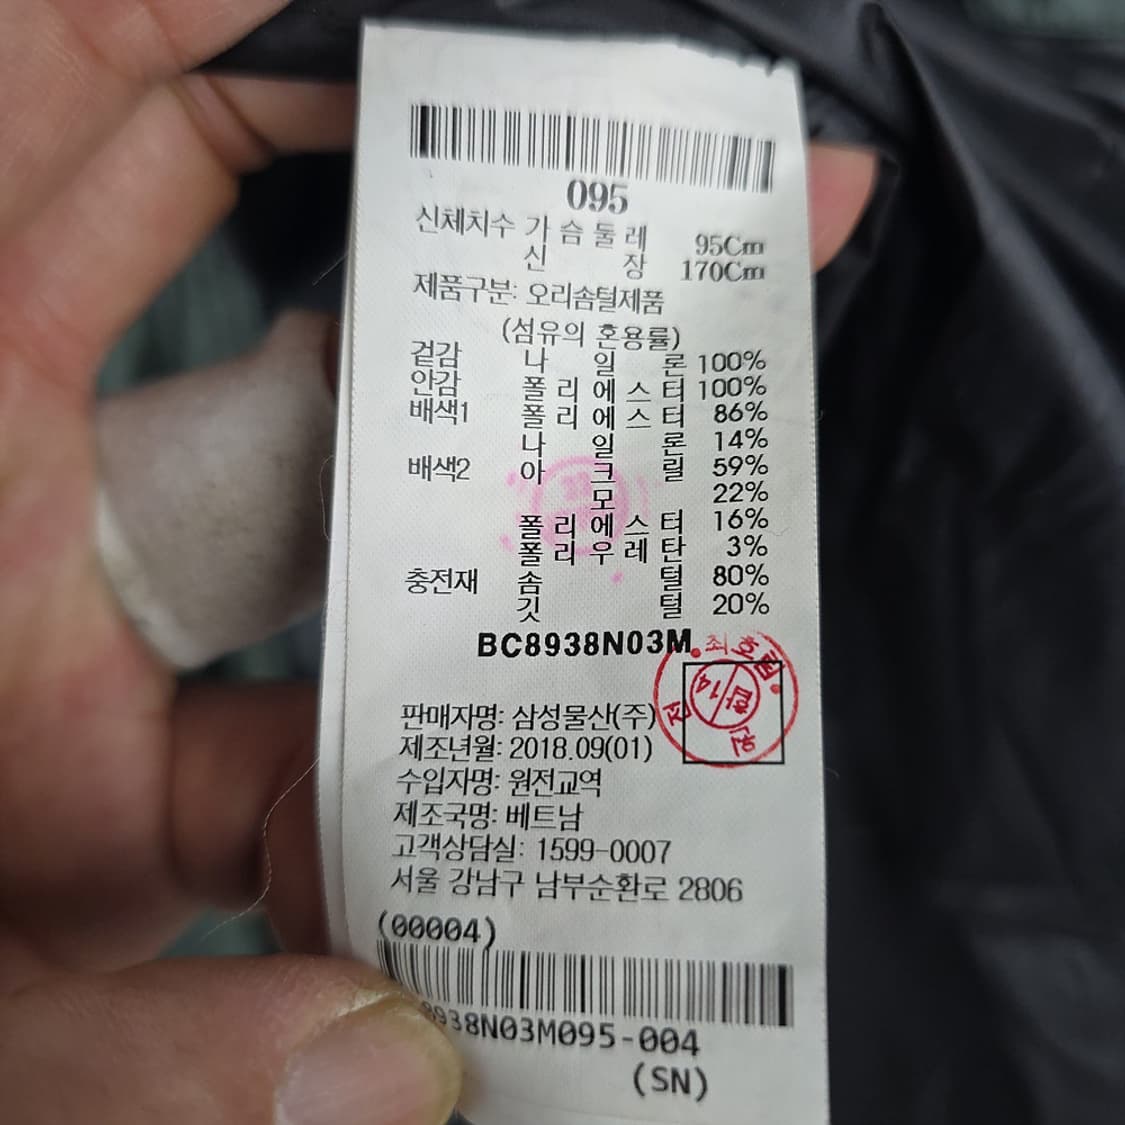 095
신체치수 가슴둘레 95Cm
신장 170Cm
제품구분: 오리솜털제품
(섬유의 혼용률)
겉감 나일론 100%
안감 폴리에스터 100%
배색1 폴리에스터 86%
나일론 14%
배색2 아크릴 59%
모 22%
폴리에스터 16%
폴리우레탄 3%
충전재 솜털 80%
깃털 20%
BC8938N03M
판매자명: 삼성물산(주)
제조년월: 2018.09(01)
수입자명: 원전교역
제조국명: 베트남
고객상담실: 1599-0007
서울 강남구 남부순환로 2806
(00004)
8938N03M095-004
(SN)